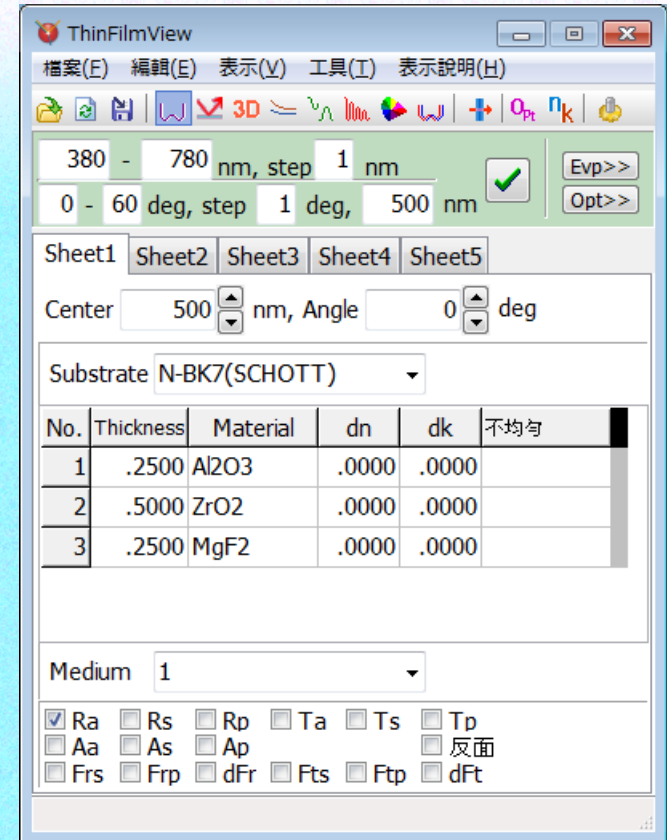 ThinFilmView
檔案(F) 編輯(E) 表示(V) 工具(T) 表示說明(H)
3D OPt nk
380 - 780 nm, step 1 nm Evp>>
0 - 60 deg, step 1 deg, 500 nm Opt>>
Sheet1 Sheet2 Sheet3 Sheet4 Sheet5
Center 500 nm, Angle 0 deg
Substrate N-BK7(SCHOTT)
No. Thickness Material dn dk 不均匀
1 .2500 Al2O3 .0000 .0000
2 .5000 ZrO2 .0000 .0000
3 .2500 MgF2 .0000 .0000
Medium 1
Ra Rs Rp Ta Ts Tp
Aa As Ap 反面
Frs Frp dFr Fts Ftp dFt